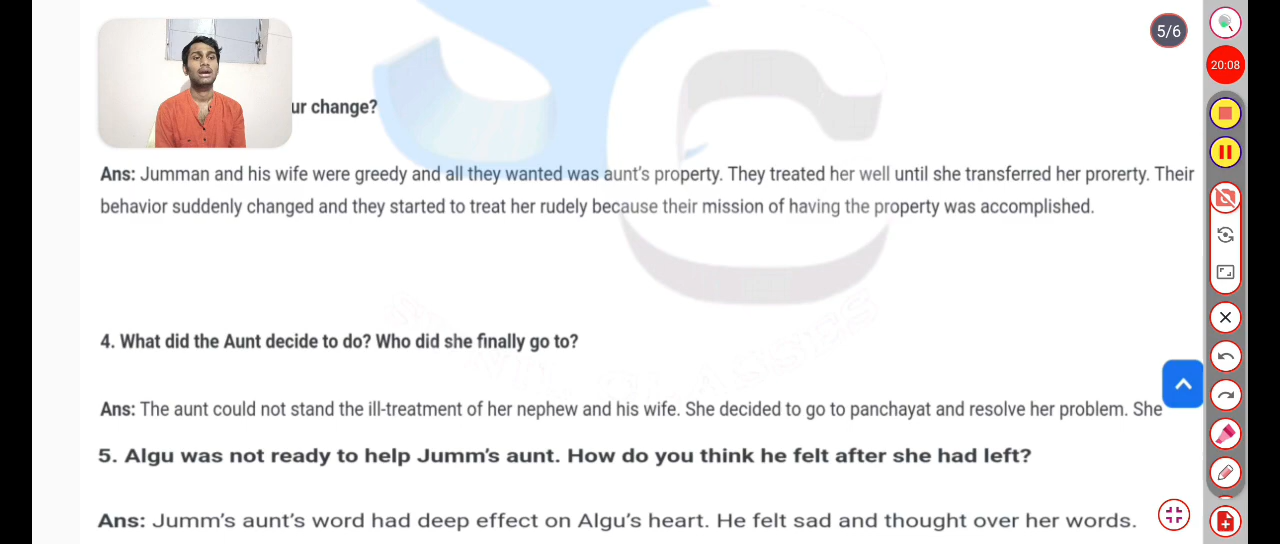 5/6
20:08
ur change?
Ans: Jumman and his wife were greedy and all they wanted was aunt's property. They treated her well until she transferred her prorerty. Their
behavior suddenly changed and they started to treat her rudely because their mission of having the property was accomplished.
4. What did the Aunt decide to do? Who did she finally go to?
Ans: The aunt could not stand the ill-treatment of her nephew and his wife. She decided to go to panchayat and resolve her problem. She
5. Algu was not ready to help Jumm's aunt. How do you think he felt after she had left?
Ans: Jumm's aunt's word had deep effect on Algu's heart. He felt sad and thought over her words.